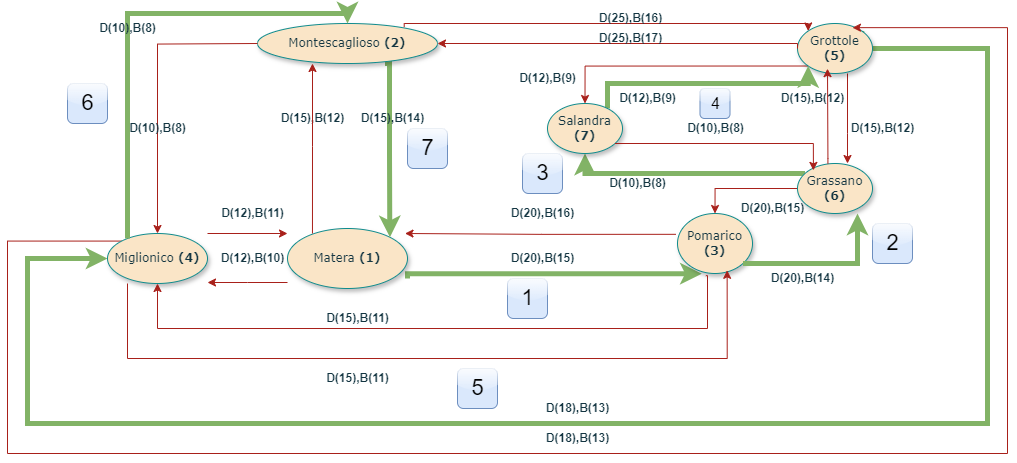 D(25),B(16)
D(10),B(8)
Montescaglioso (2)
D(25),B(17)
Grottole
(5)
D(12),B(9)
6
D(12),B(9)
4
D(15),B(12)
D(15),B(12)
D(15),B(14)
Salandra
(7)
D(10),B(8)
D(10),B(8)
D(15),B(12)
7
3
D(10),B(8)
Grassano
(6)
D(12),B(11)
D(20),B(16)
D(20),B(15)
Pomarico
(3)
2
Miglionico (4)
D(12),B(10)
Matera (1)
D(20),B(15)
D(20),B(14)
1
D(15),B(11)
D(15),B(11)
5
D(18),B(13)
D(18),B(13)